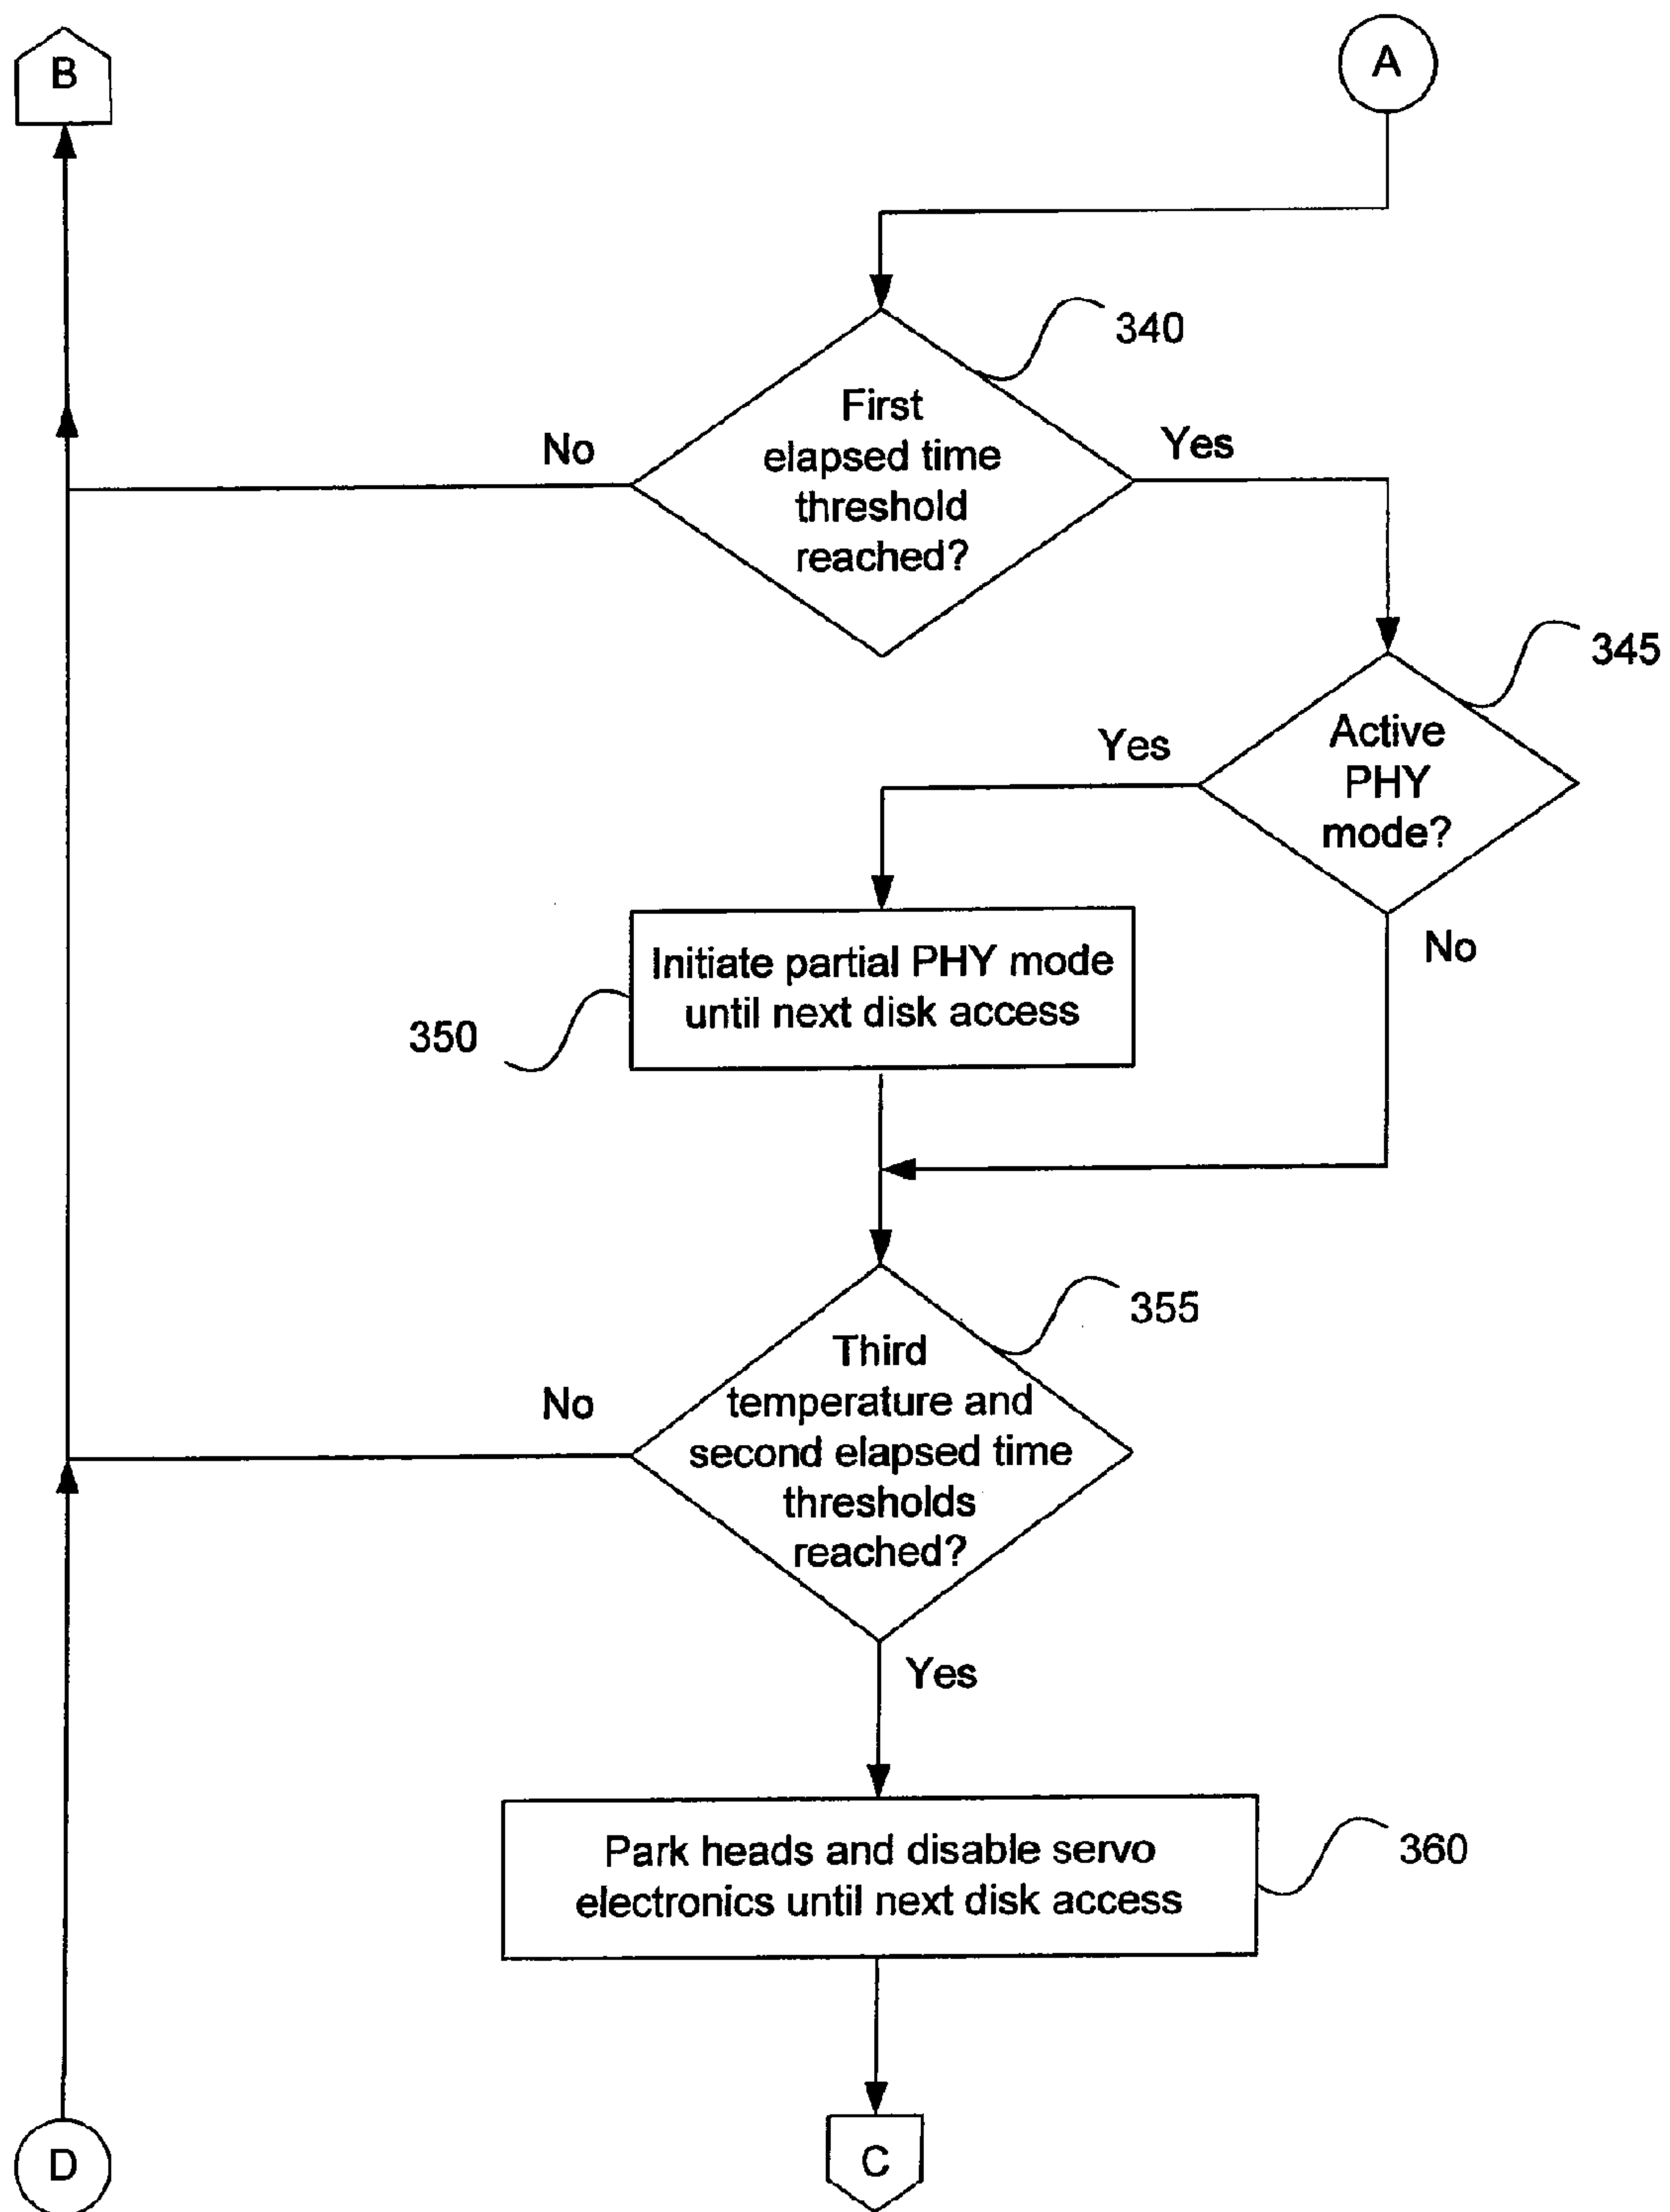 B
A
340
First
elapsed time
threshold
reached?
No
Yes
345
Active
PHY
mode?
Yes
No
Initiate partial PHY mode
until next disk access
350
355
Third
temperature and
second elapsed time
thresholds
reached?
No
Yes
Park heads and disable servo
electronics until next disk access
360
D
C